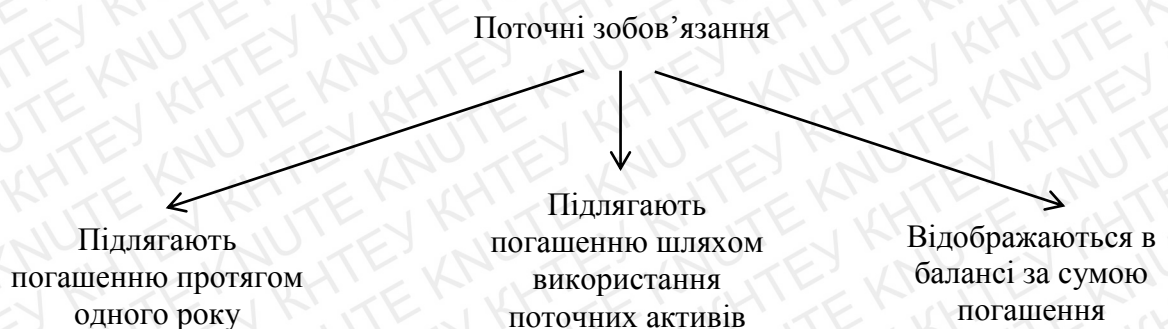 Поточні зобов’язання
Підлягають
погашенню протягом
одного року
Підлягають
погашенню шляхом
використання
поточних активів
Відображаються в
балансі за сумою
погашення